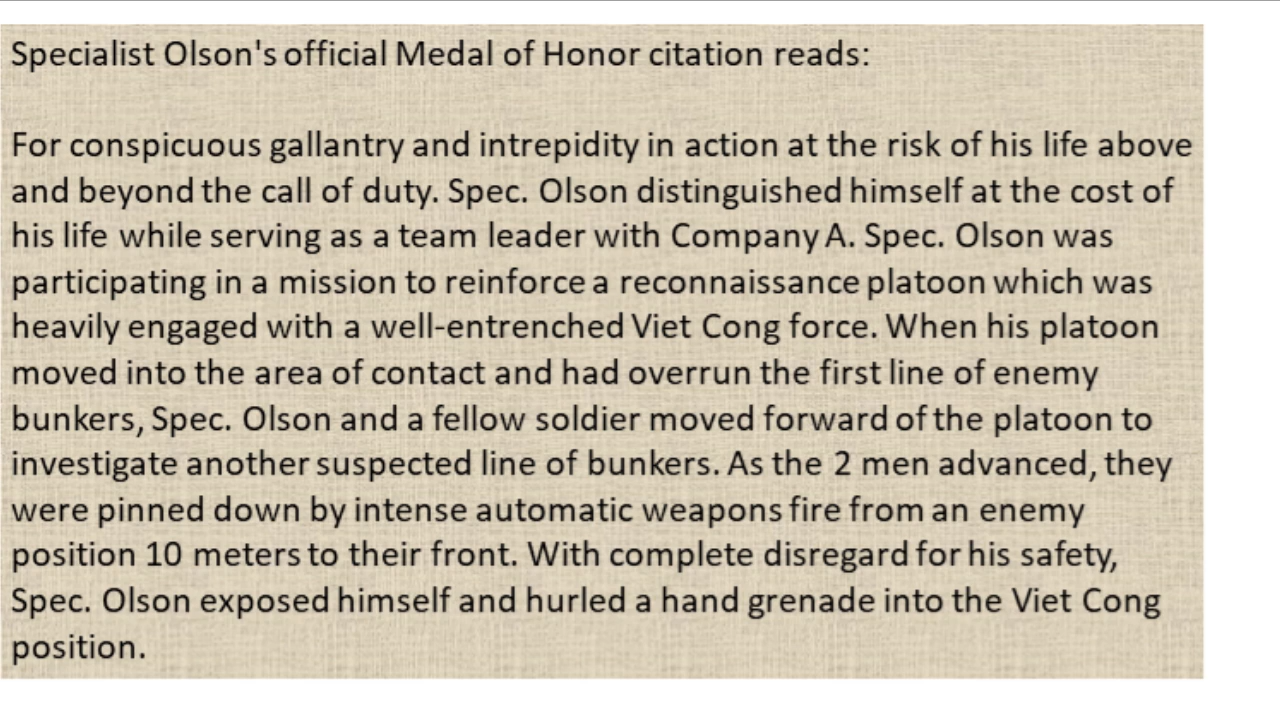 Specialist Olson's official Medal of Honor citation reads:
For conspicuous gallantry and intrepidity in action at the risk of his life above
and beyond the call of duty. Spec. Olson distinguished himself at the cost of
his life while serving as a team leader with Company A. Spec. Olson was
participating in a mission to reinforce a reconnaissance platoon which was
heavily engaged with a well-entrenched Viet Cong force. When his platoon
moved into the area of contact and had overrun the first line of enemy
bunkers, Spec. Olson and a fellow soldier moved forward of the platoon to
investigate another suspected line of bunkers. As the 2 men advanced, they
were pinned down by intense automatic weapons fire from an enemy
position 10 meters to their front. With complete disregard for his safety,
Spec. Olson exposed himself and hurled a hand grenade into the Viet Cong
position.